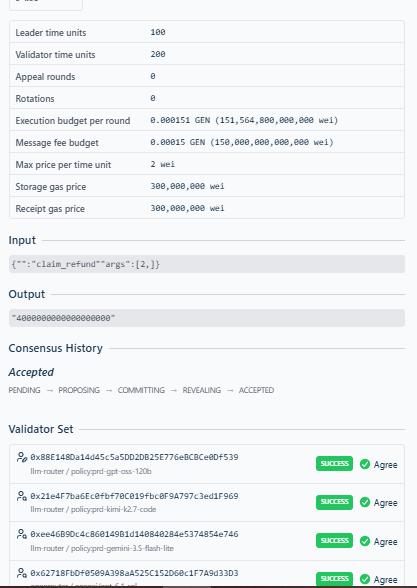 Leader time units 100
Validator time units 200
Appeal rounds 0
Rotations 0
Execution budget per round 0.000151 GEN (151,564,800,000,000 wei)
Message fee budget 0.00015 GEN (150,000,000,000,000 wei)
Max price per time unit 2 wei
Storage gas price 300,000,000 wei
Receipt gas price 300,000,000 wei
Input
{"":"claim_refund""args":[2,]}
Output
"4000000000000000000"
Consensus History
Accepted
PENDING → PROPOSING → COMMITTING → REVEALING → ACCEPTED
Validator Set
0x88E148Da14d45c5a5DD2DB25E776eBCBCe0Df539 SUCCESS Agree
llm-router / policy:prd-gpt-oss-120b
0x21e4F7ba6Ec0fbf70C019fbc0F9A797c3ed1F969 SUCCESS Agree
llm-router / policy:prd-kimi-k2.7-code
0xee46B9Dc4c860149B1d140840284e5374854e746 SUCCESS Agree
llm-router / policy:prd-gemini-3.5-flash-lite
0x62718FbDf0509A398aA525C152D60c1F7A9d33D3 SUCCESS Agree